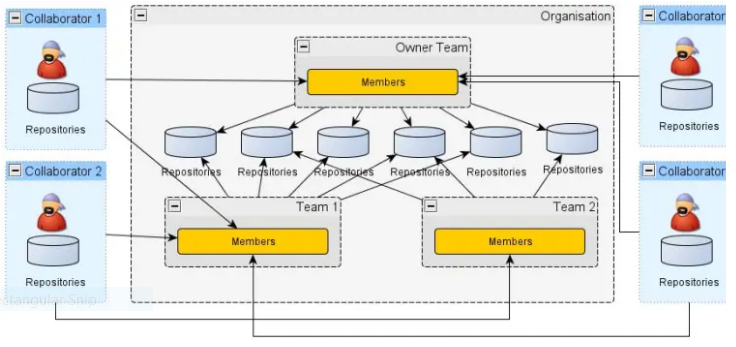 Collaborator 1
Repositories
Collaborator 2
Repositories
Organisation
Owner Team
Members
Repositories
Repositories
Repositories
Repositories
Repositories
Repositories
Team 1
Members
Team 2
Members
Collaborator
Repositories
Collaborator
Repositories